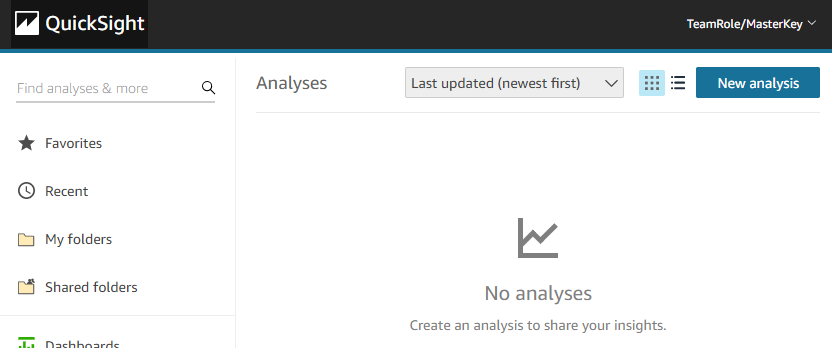 QuickSight
TeamRole/MasterKey
Find analyses & more
Analyses
Last updated (newest first)
New analysis
Favorites
Recent
My folders
Shared folders
Dashboards
No analyses
Create an analysis to share your insights.